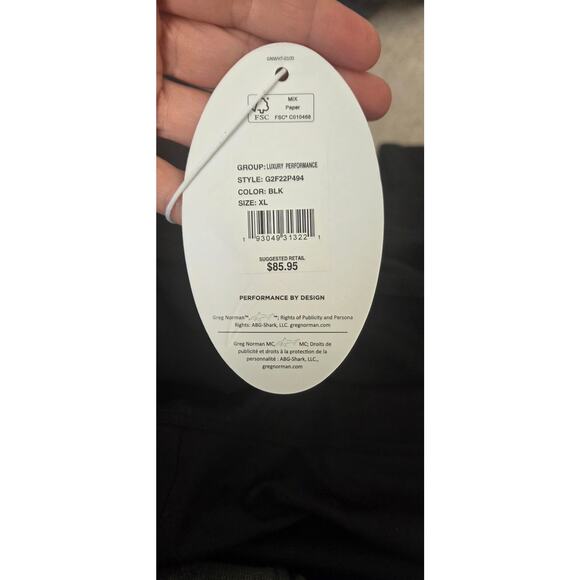 GNWHT-0100
MIX
Paper
FSC
FSC® C010468
GROUP: LUXURY PERFORMANCE
STYLE: G2F22P494
COLOR: BLK
SIZE: XL
1 93049 31322 1
SUGGESTED RETAIL
$85.95
PERFORMANCE BY DESIGN
Greg Norman™, ™; Rights of Publicity and Persona
Rights: ABG-Shark, LLC. gregnorman.com
Greg Norman MC, MC; Droits de
publicité et droits à la protection de la
personnalité : ABG-Shark, LLC.,
gregnorman.com